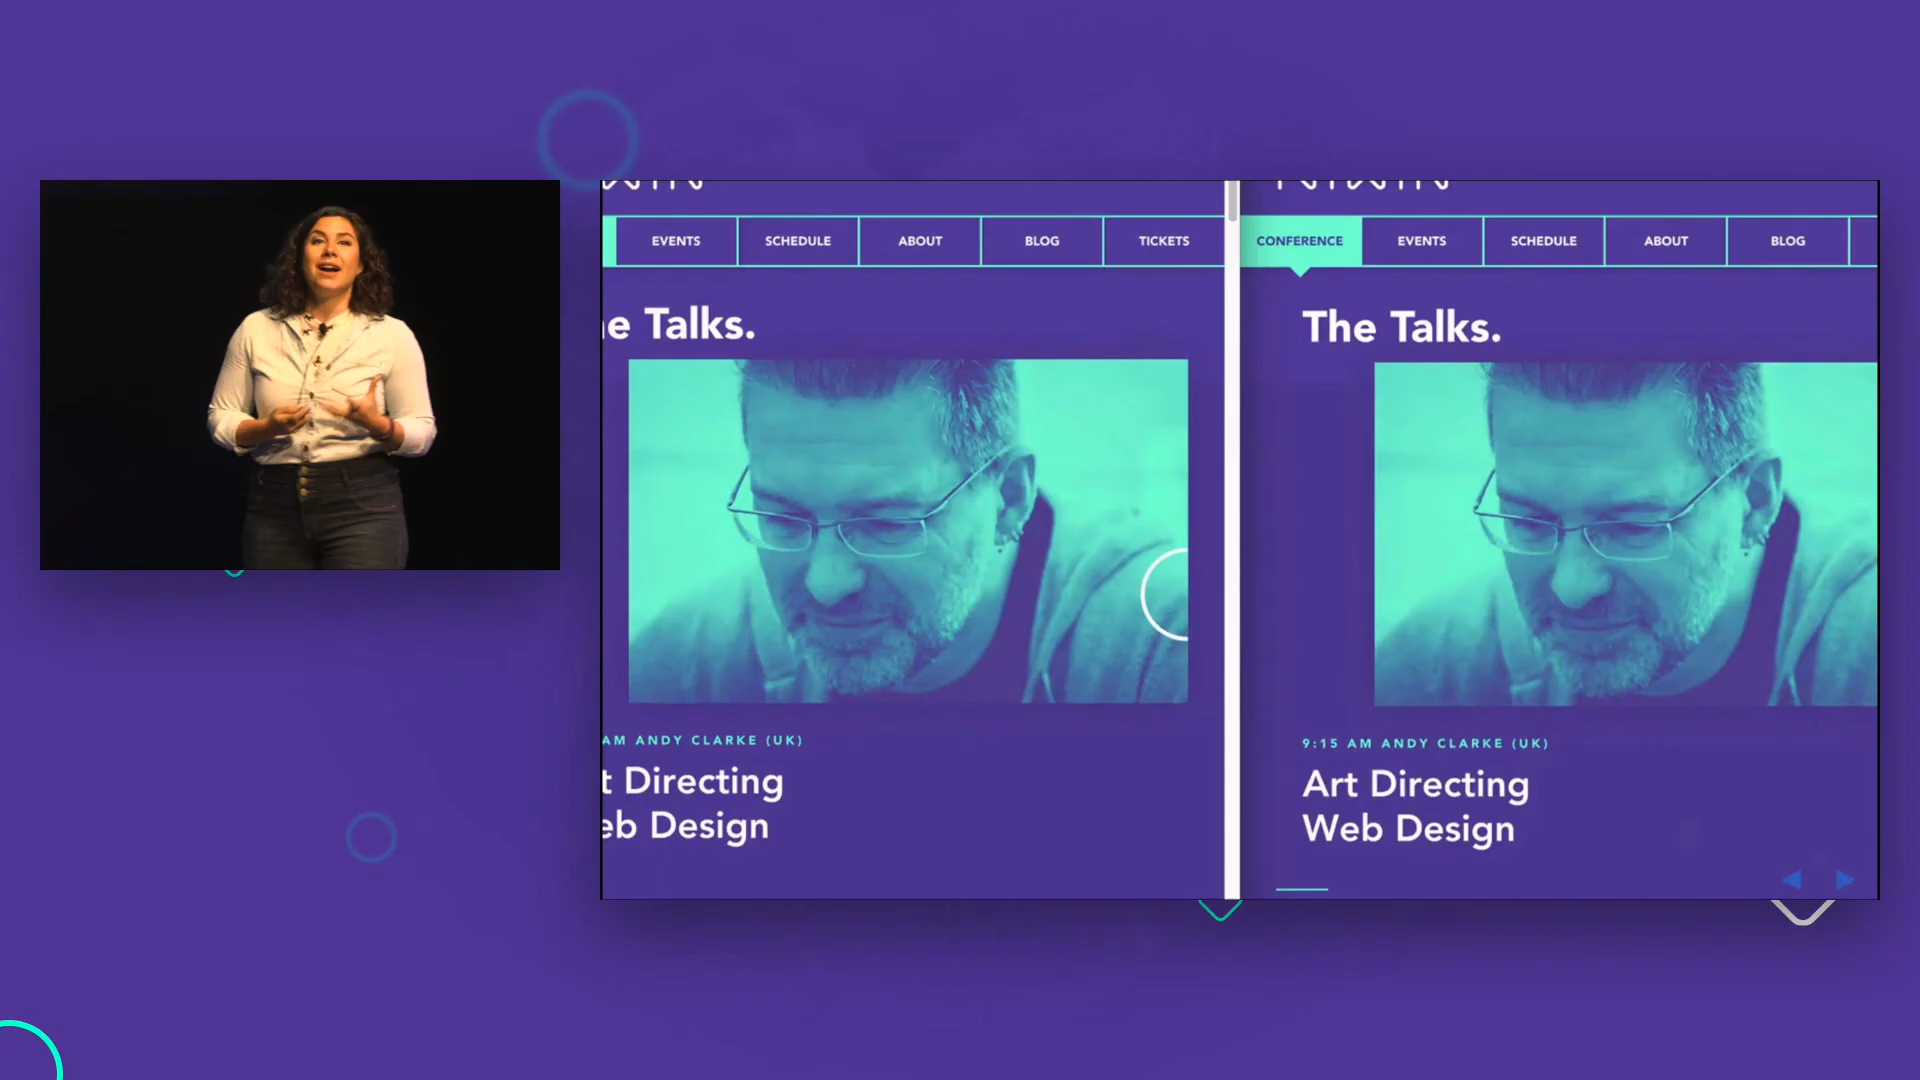 EVENTS SCHEDULE ABOUT BLOG TICKETS
e Talks.
AM ANDY CLARKE (UK)
t Directing
eb Design
CONFERENCE EVENTS SCHEDULE ABOUT BLOG
The Talks.
9:15 AM ANDY CLARKE (UK)
Art Directing
Web Design